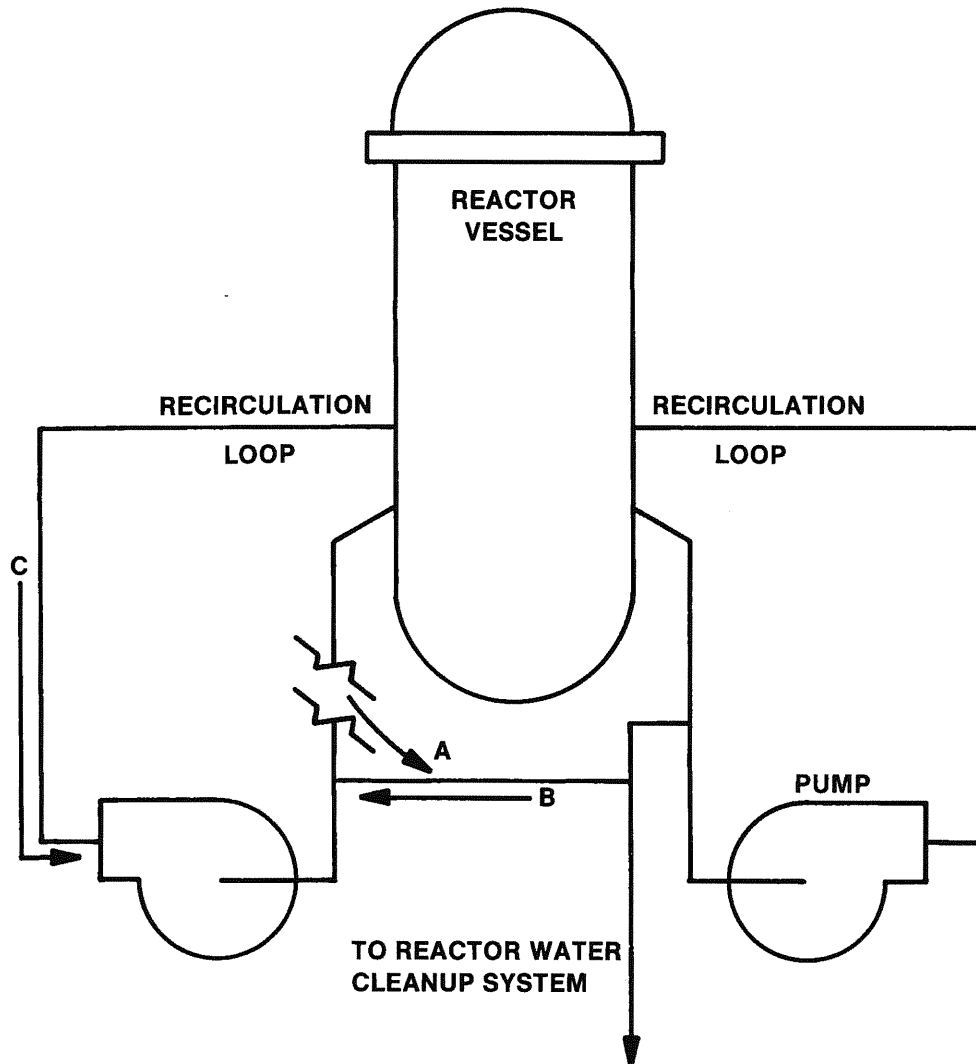 REACTOR
VESSEL
RECIRCULATION
LOOP
RECIRCULATION
LOOP
C
A
B
PUMP
TO REACTOR WATER
CLEANUP SYSTEM